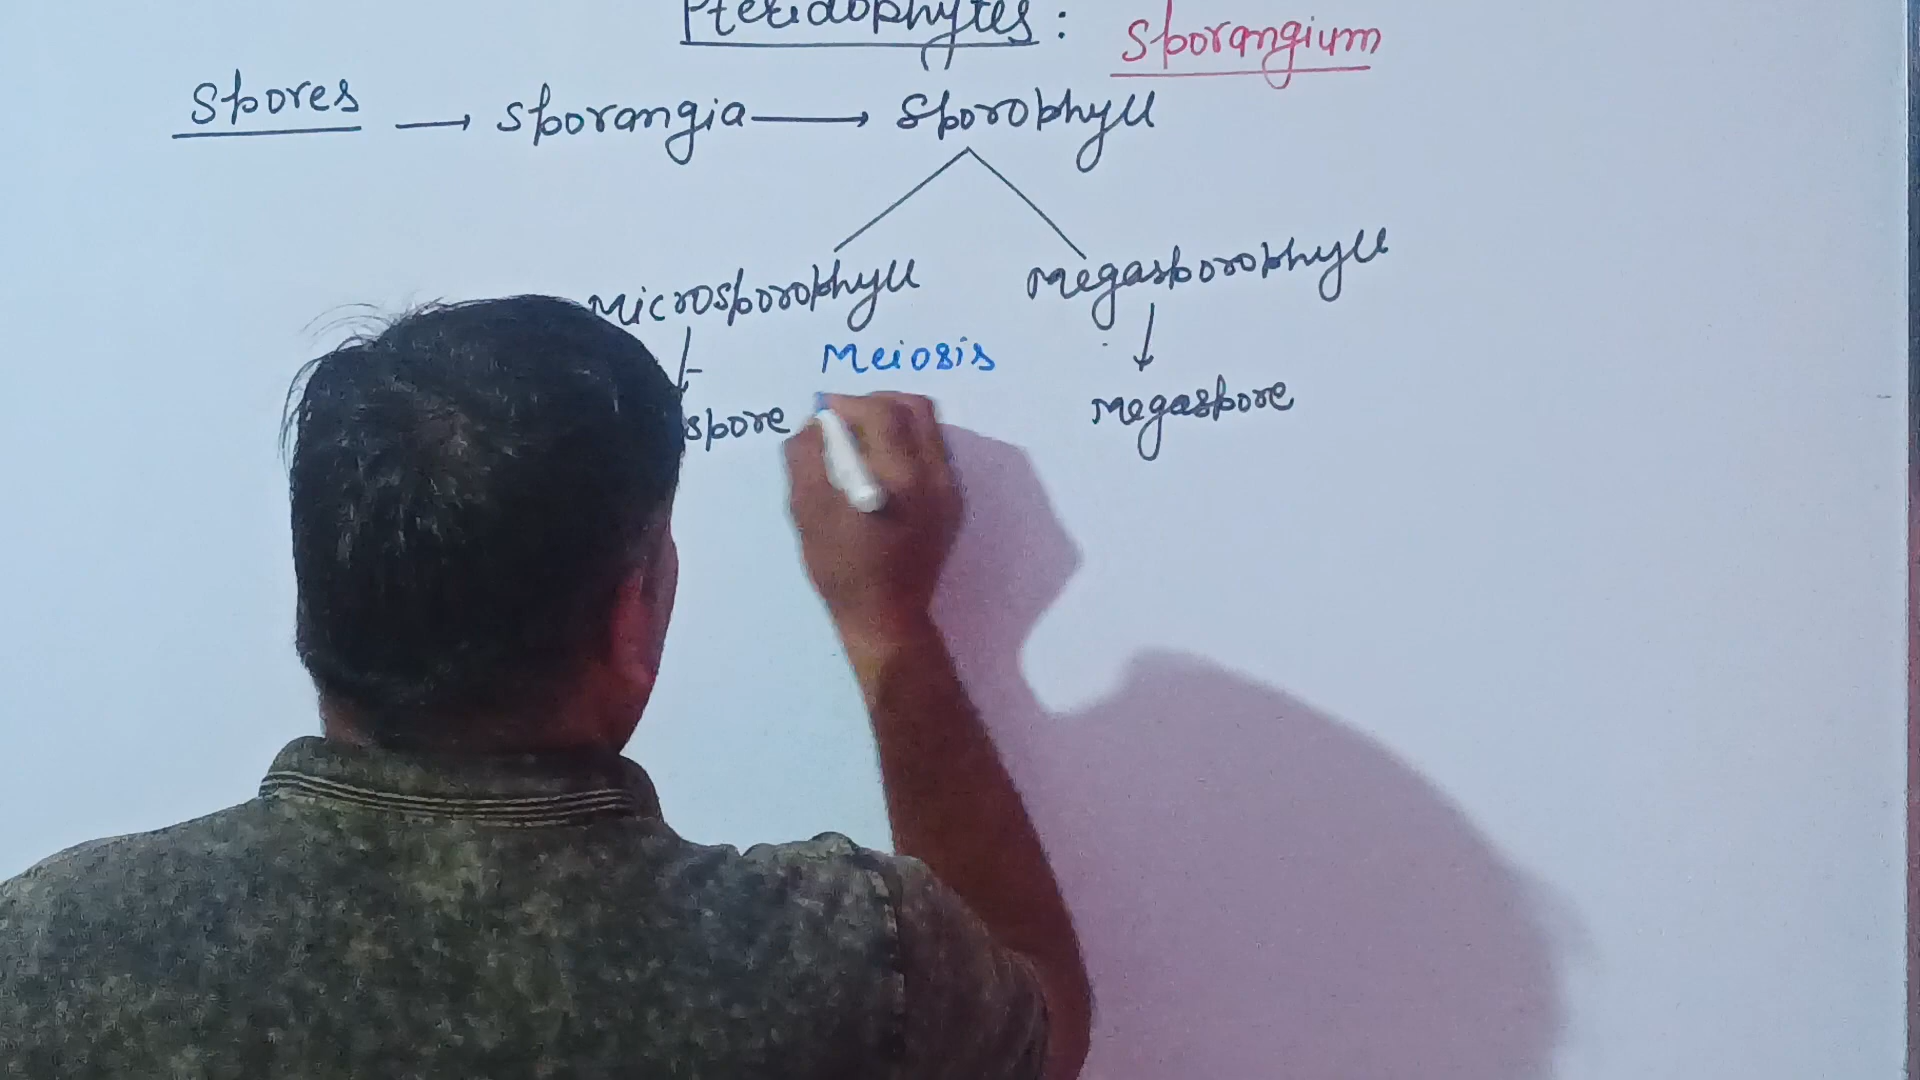 Pteridophytes :
Sporangium
Spores → sporangia → Sporophyll
Microsporophyll Megasporophyll
Meiosis
spore Megaspore